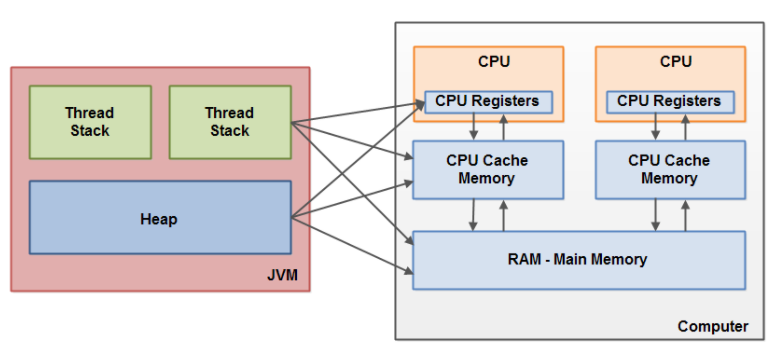 Thread
Stack
Thread
Stack
Heap
JVM
CPU
CPU Registers
CPU Cache
Memory
CPU
CPU Registers
CPU Cache
Memory
RAM - Main Memory
Computer